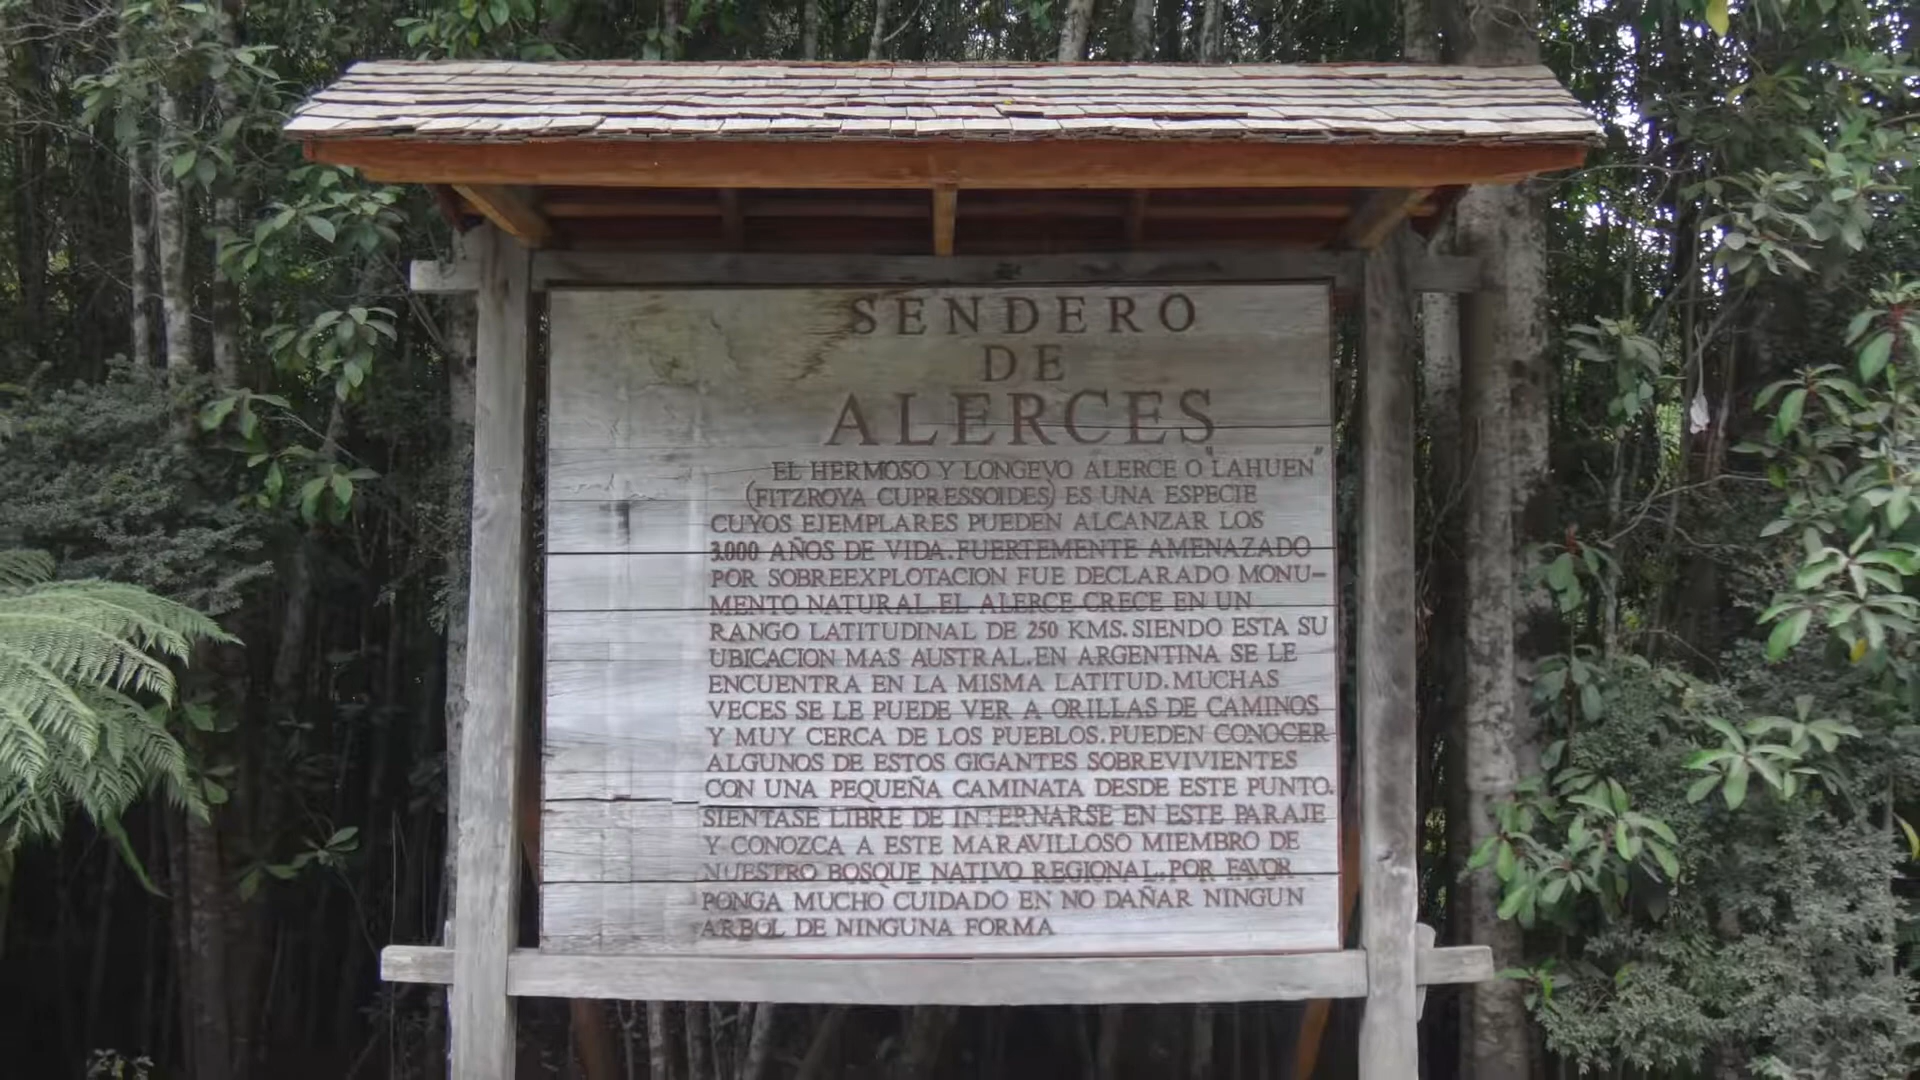 SENDERO
DE
ALERCES
EL HERMOSO Y LONGEVO ALERCE O "LAHUEN"
(FITZROYA CUPRESSOIDES) ES UNA ESPECIE
CUYOS EJEMPLARES PUEDEN ALCANZAR LOS
3.000 AÑOS DE VIDA. FUERTEMENTE AMENAZADO
POR SOBREEXPLOTACION FUE DECLARADO MONU-
MENTO NATURAL. EL ALERCE CRECE EN UN
RANGO LATITUDINAL DE 250 KMS. SIENDO ESTA SU
UBICACION MAS AUSTRAL. EN ARGENTINA SE LE
ENCUENTRA EN LA MISMA LATITUD. MUCHAS
VECES SE LE PUEDE VER A ORILLAS DE CAMINOS
Y MUY CERCA DE LOS PUEBLOS. PUEDEN CONOCER
ALGUNOS DE ESTOS GIGANTES SOBREVIVIENTES
CON UNA PEQUEÑA CAMINATA DESDE ESTE PUNTO.
SIENTASE LIBRE DE INTERNARSE EN ESTE PARAJE
Y CONOZCA A ESTE MARAVILLOSO MIEMBRO DE
NUESTRO BOSQUE NATIVO REGIONAL. POR FAVOR
PONGA MUCHO CUIDADO EN NO DAÑAR NINGUN
ARBOL DE NINGUNA FORMA